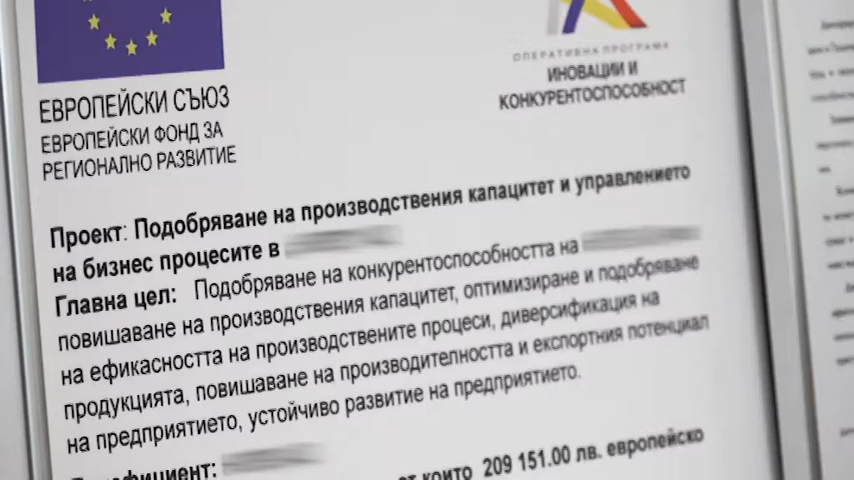 ЕВРОПЕЙСКИ СЪЮЗ
ЕВРОПЕЙСКИ ФОНД ЗА
РЕГИОНАЛНО РАЗВИТИЕ
ОПЕРАТИВНА ПРОГРАМА
ИНОВАЦИИ И
КОНКУРЕНТОСПОСОБНОСТ
Проект: Подобряване на производствения капацитет и управлението
на бизнес процесите в
Главна цел: Подобряване на конкурентоспособността на
повишаване на производствения капацитет, оптимизиране и подобряване
на ефикасността на производствените процеси, диверсификация на
продукцията, повишаване на производителността и експортния потенциал
на предприятието, устойчиво развитие на предприятието.
от които 209 151.00 лв. европейско